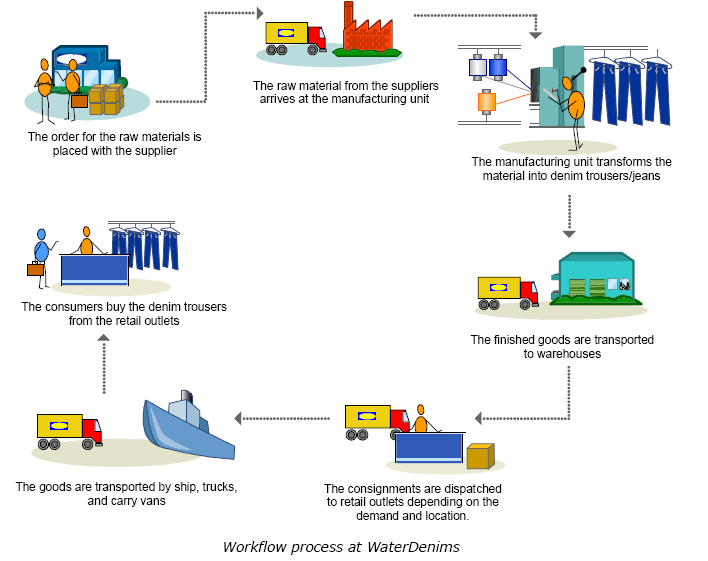 The order for the raw materials is
placed with the supplier
The raw material from the suppliers
arrives at the manufacturing unit
The manufacturing unit transforms the
material into denim trousers/jeans
The finished goods are transported
to warehouses
The consignments are dispatched
to retail outlets depending on the
demand and location.
The goods are transported by ship, trucks,
and carry vans
The consumers buy the denim trousers
from the retail outlets
Workflow process at WaterDenims